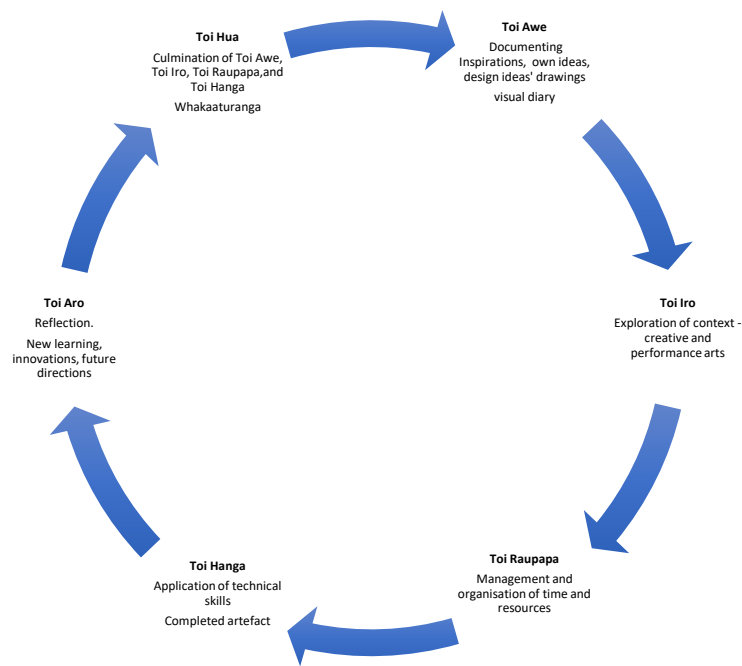 Toi Hua
Culmination of Toi Awe,
Toi Iro, Toi Raupapa,and
Toi Hanga
Whakaaturanga
Toi Awe
Documenting
Inspirations, own ideas,
design ideas' drawings
visual diary
Toi Iro
Exploration of context -
creative and
performance arts
Toi Raupapa
Management and
organisation of time and
resources
Toi Hanga
Application of technical
skills
Completed artefact
Toi Aro
Reflection.
New learning,
innovations, future
directions